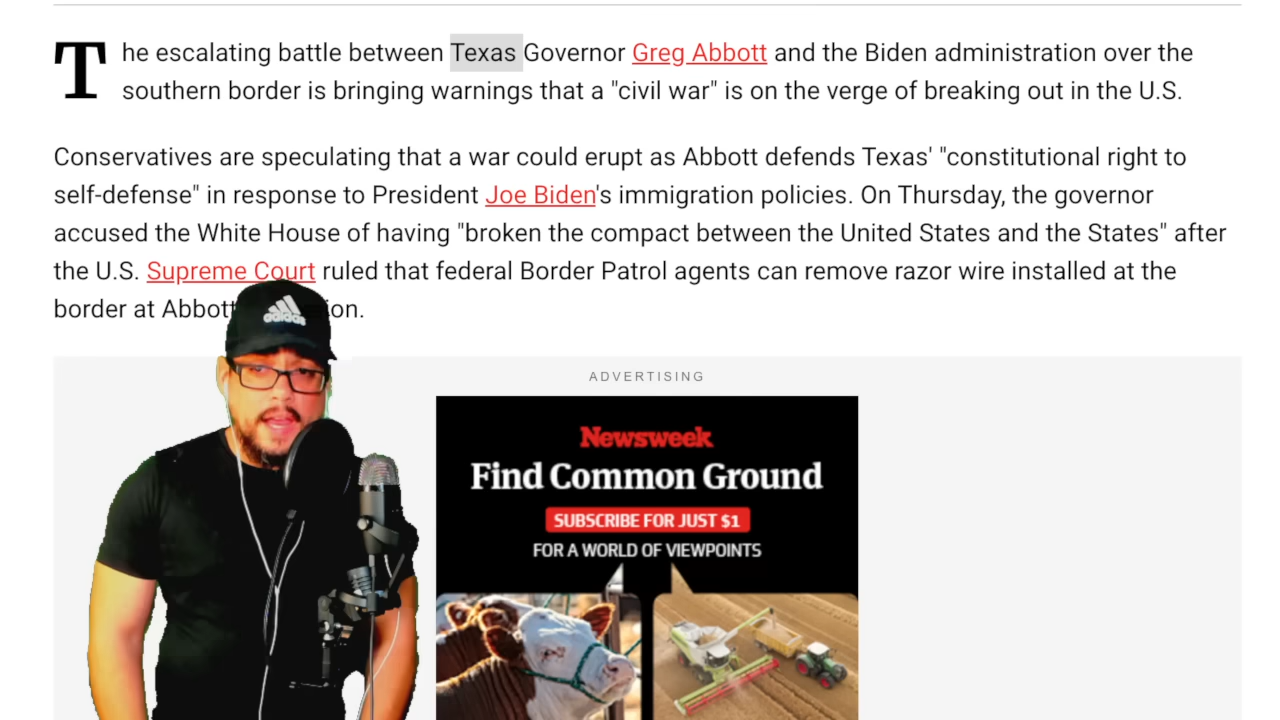 The escalating battle between Texas Governor Greg Abbott and the Biden administration over the
southern border is bringing warnings that a "civil war" is on the verge of breaking out in the U.S.
Conservatives are speculating that a war could erupt as Abbott defends Texas' "constitutional right to
self-defense" in response to President Joe Biden's immigration policies. On Thursday, the governor
accused the White House of having "broken the compact between the United States and the States" after
the U.S. Supreme Court ruled that federal Border Patrol agents can remove razor wire installed at the
border at Abbott
adidas
ADVERTISING
Newsweek
Find Common Ground
SUBSCRIBE FOR JUST $1
FOR A WORLD OF VIEWPOINTS